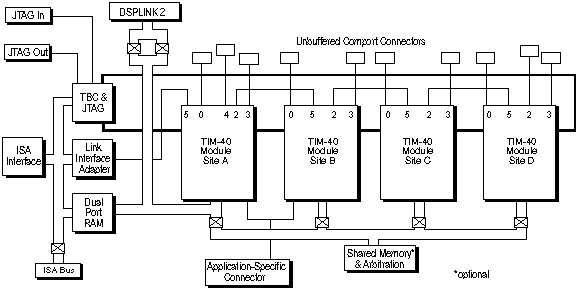 JTAG In
DSPLINK2
Unbuffered Comport Connectors
JTAG Out
TBC &
JTAG
5 0 4 2 3
0 5 2 3
0 5 2 3
0 5 2 3
TIM-40
Module
Site A
TIM-40
Module
Site B
TIM-40
Module
Site C
TIM-40
Module
Site D
ISA
Interface
Link
Interface
Adapter
Dual
Port
RAM
ISA Bus
Application-Specific
Connector
Shared Memory*
& Arbitration
*optional